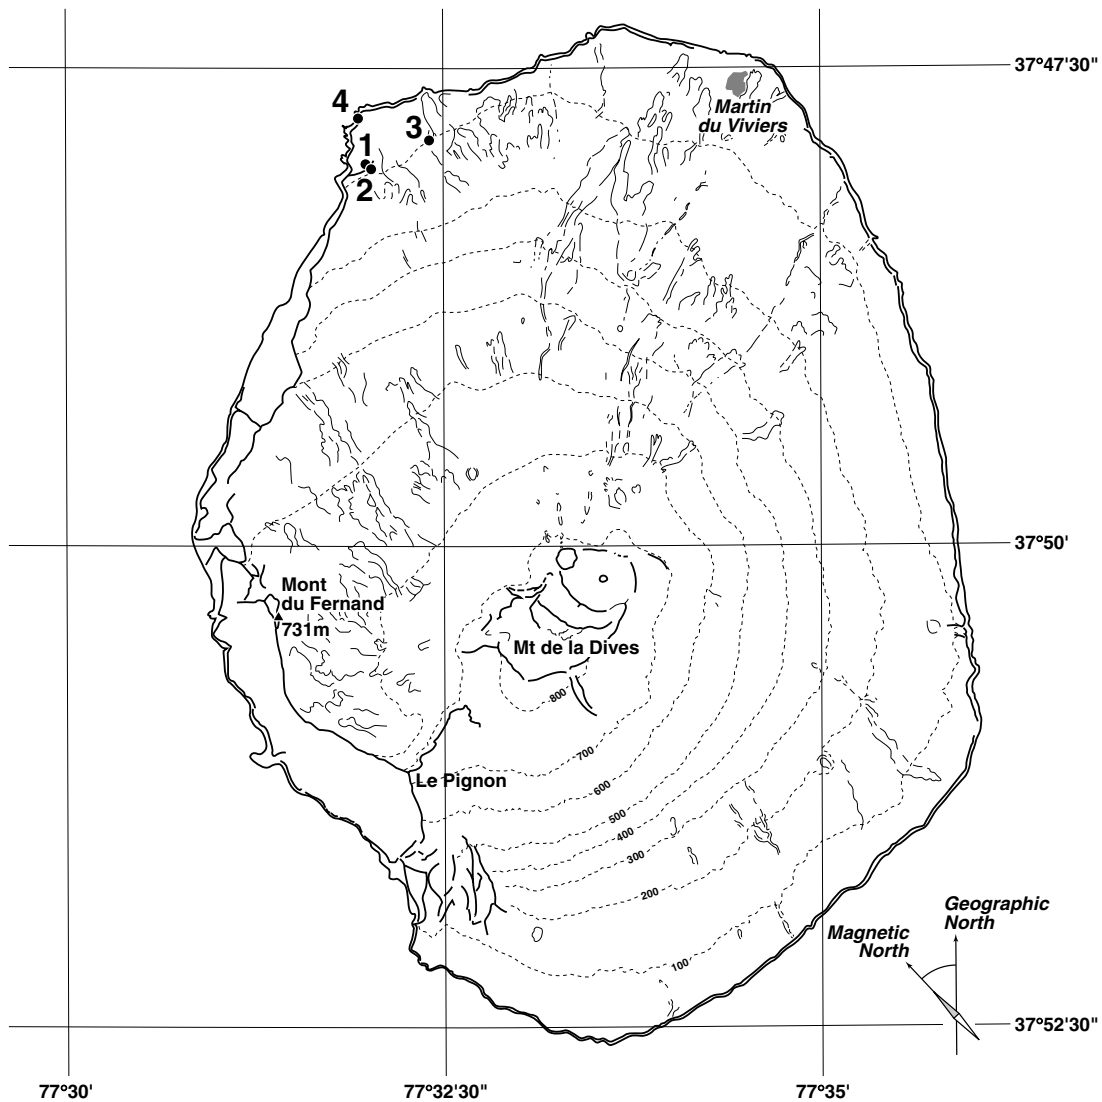 37°47'30"
4
3
1
2
Martin
du Viviers
37°50'
Mont
du Fernand
731m
Mt de la Dives
800
700
Le Pignon
600
500
400
300
200
100
Geographic
North
Magnetic
North
37°52'30"
77°30'
77°32'30"
77°35'